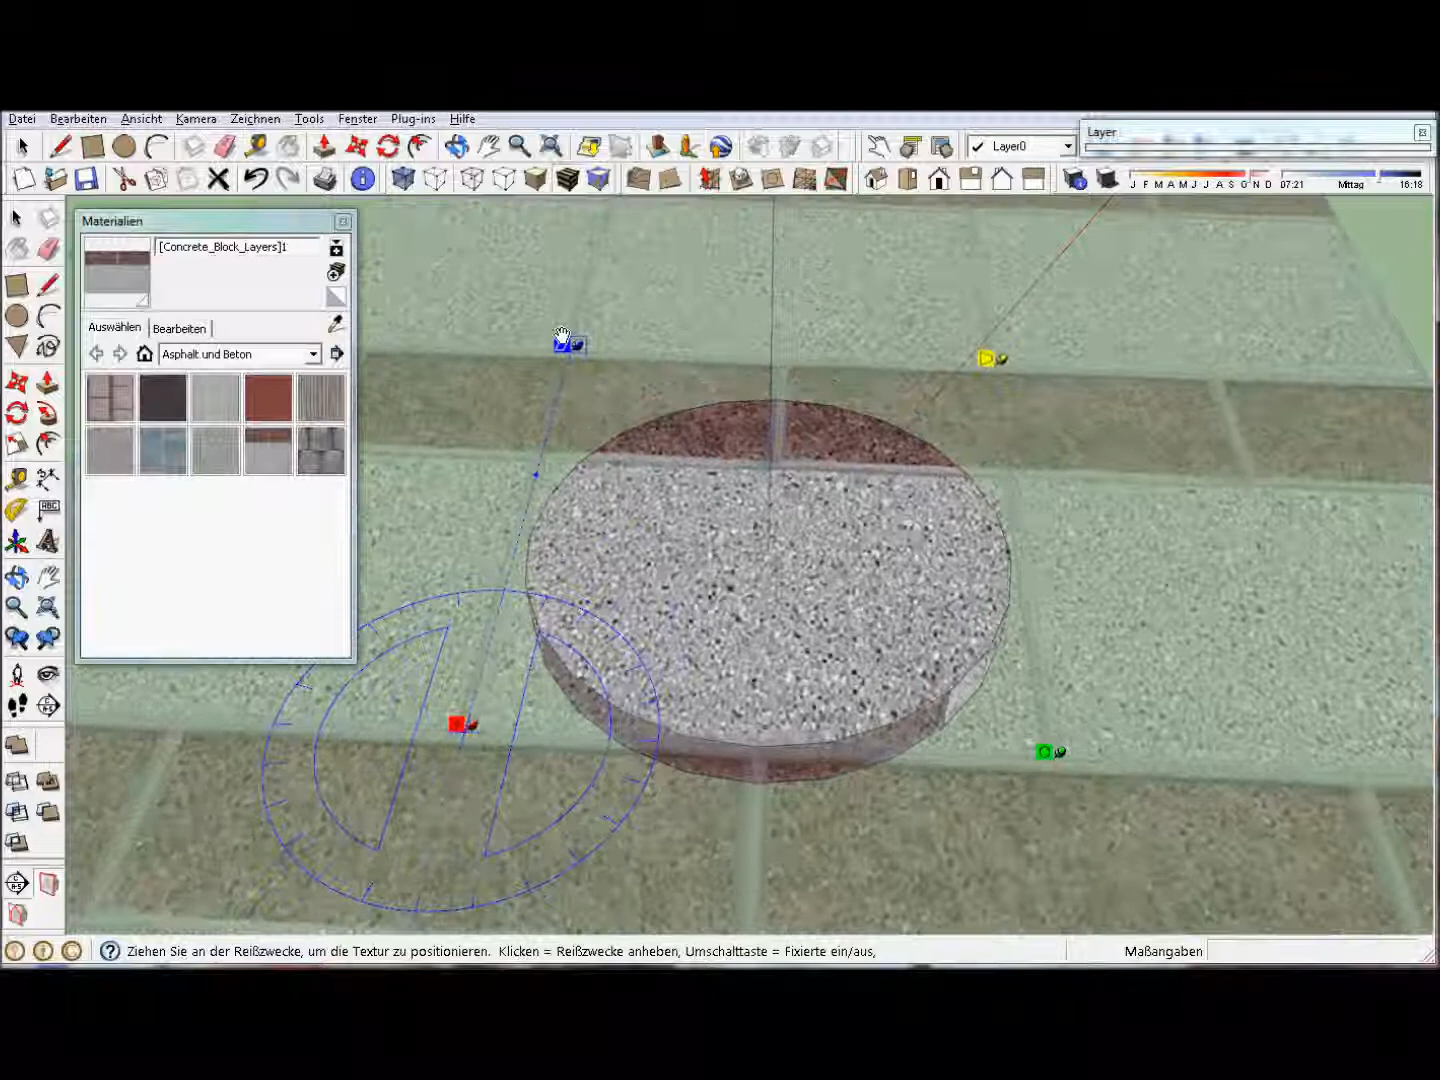 Datei Bearbeiten Ansicht Kamera Zeichnen Tools Fenster Plug-ins Hilfe
Layer
Layer0
J F M A M J J A S O N D 07:21 Mittag 16:18
Materialien
[Concrete_Block_Layers]1
Auswählen Bearbeiten
Asphalt und Beton
ABC
Ziehen Sie an der Reißzwecke, um die Textur zu positionieren. Klicken = Reißzwecke anheben, Umschalttaste = Fixierte ein/aus,
Maßangaben